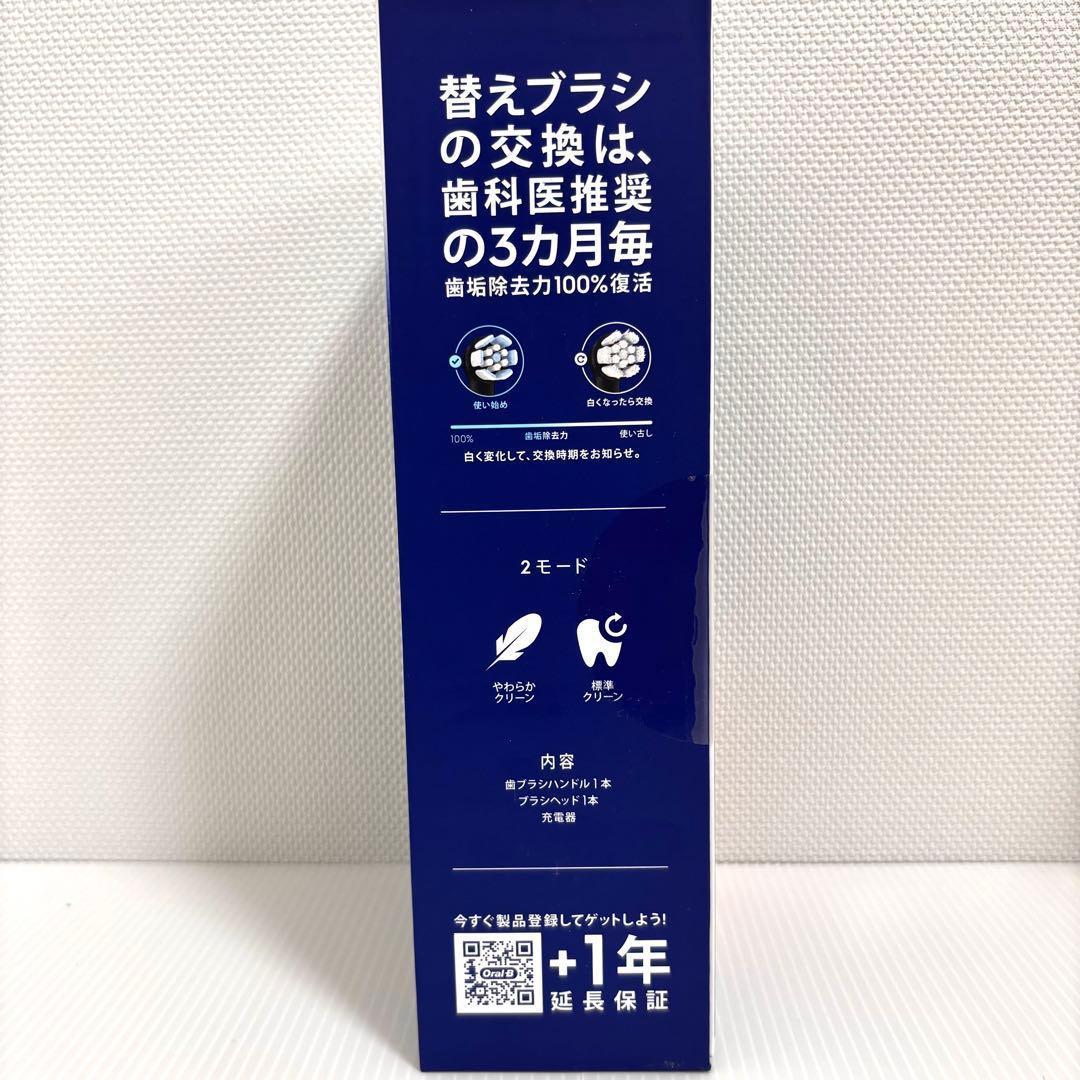 替えブラシ
の交換は、
歯科医推奨
の3カ月毎
歯垢除去力100%復活
使い始め
白くなったら交換
100%
歯垢除去力
使い古し
白く変化して、交換時期をお知らせ。
2モード
やわらか
クリーン
標準
クリーン
内容
歯ブラシハンドル1本
ブラシヘッド1本
充電器
今すぐ製品登録してゲットしよう!
Oral-B
+1年
延長保証